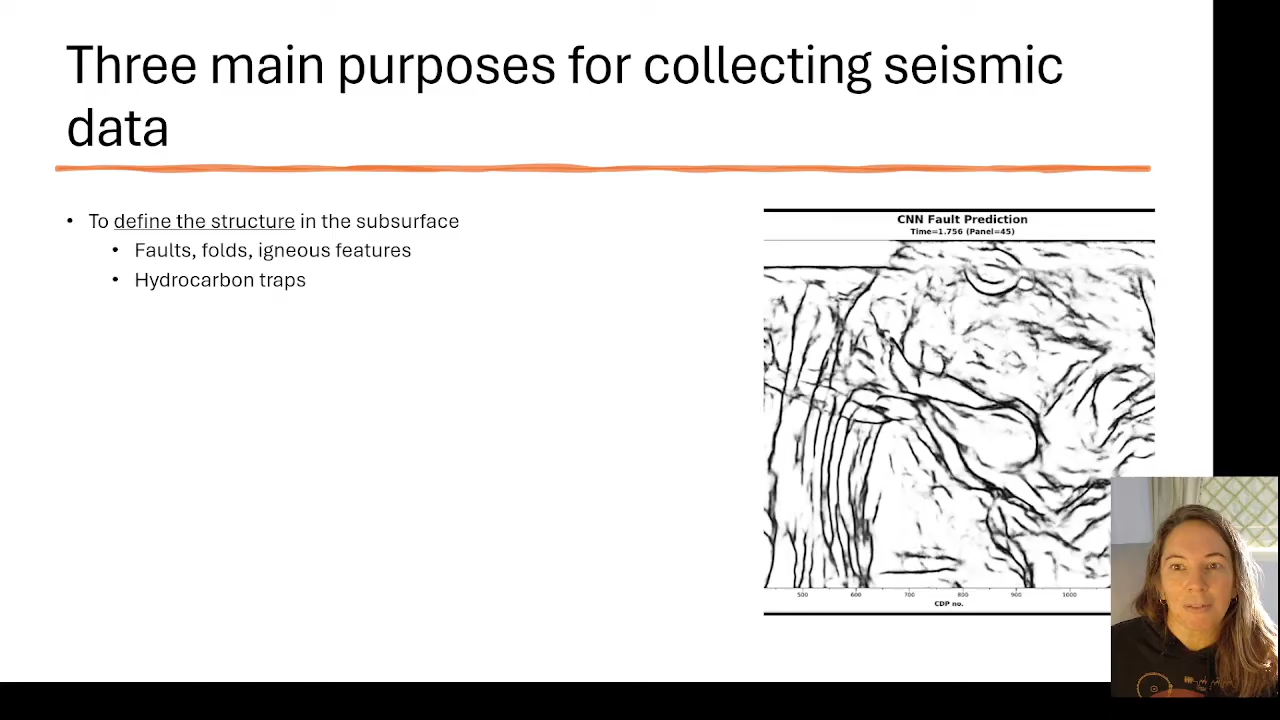 Three main purposes for collecting seismic
data
• To define the structure in the subsurface
• Faults, folds, igneous features
• Hydrocarbon traps
CNN Fault Prediction
Time=1.756 (Panel=45)
500 600 700 800 900 1000
CDP no.